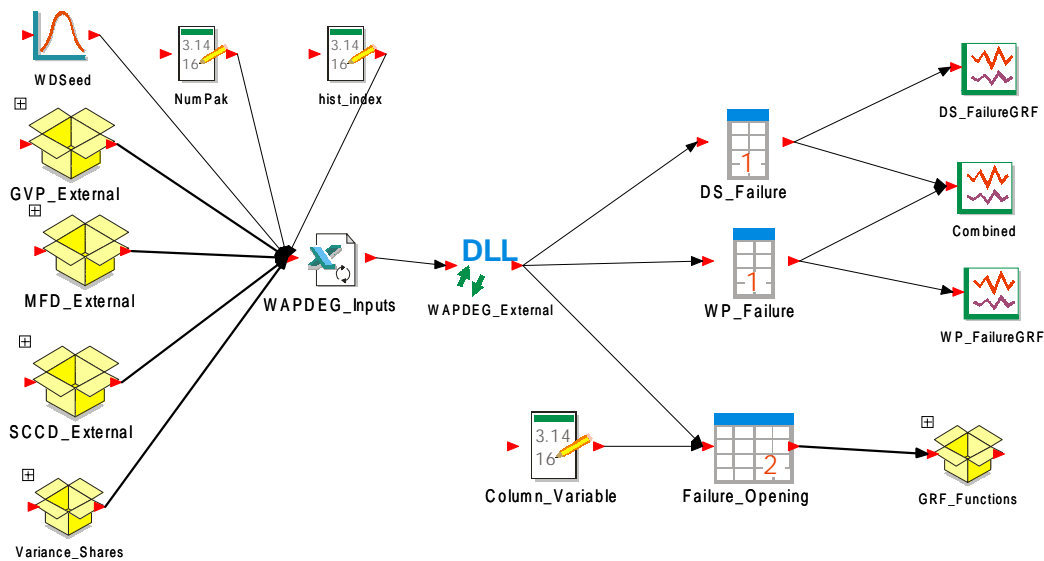 WDSeed
3.14
16
NumPak
3.14
16
hist_index
GVP_External
MFD_External
SCCD_External
Variance_Shares
X
WAPDEG_Inputs
DLL
WAPDEG_External
1
DS_Failure
1
WP_Failure
DS_FailureGRF
Combined
WP_FailureGRF
3.14
16
Column_Variable
2
Failure_Opening
GRF_Functions